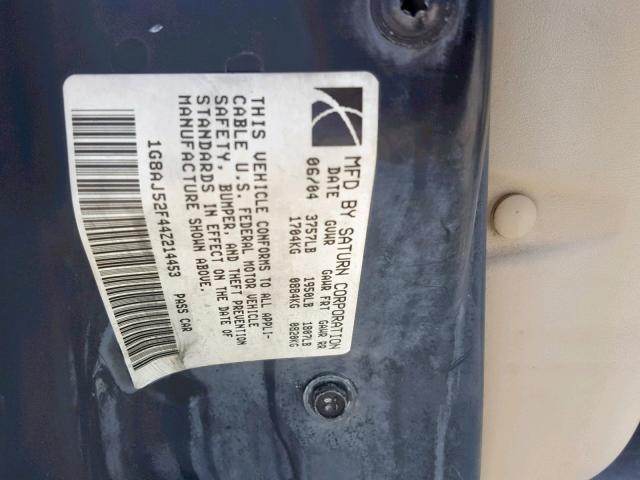 MFD BY SATURN CORPORATION
DATE GVWR GAWR FRT GAWR RR
06/04 3757LB 1950LB 1807LB
1704KG 0884KG 0820KG
THIS VEHICLE CONFORMS TO ALL APPLI-
CABLE U.S. FEDERAL MOTOR VEHICLE
SAFETY, BUMPER, AND THEFT PREVENTION
STANDARDS IN EFFECT ON THE DATE OF
MANUFACTURE SHOWN ABOVE.
1G8AJ52F44Z214453 PASS CAR